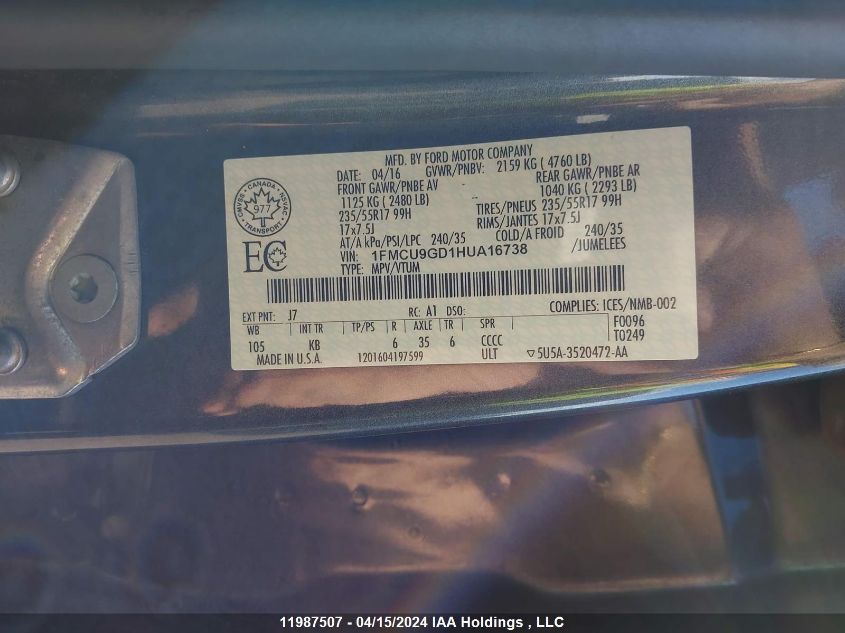 MFD. BY FORD MOTOR COMPANY
DATE: 04/16 GVWR/PNBV: 2159 KG ( 4760 LB)
FRONT GAWR/PNBE AV - REAR GAWR/PNBE AR
1125 KG ( 2480 LB) 1040 KG ( 2293 LB)
235/55R17 99H TIRES/PNEUS 235/55R17 99H
17x7.5J RIMS/JANTES 17x7.5J
AT/A kPa/PSI/LPC 240/35 COLD/A FROID 240/35
VIN: 1FMCU9GD1HUA16738 /JUMELEES
TYPE: MPV/VTUM
CMVSS · CANADA · NSVAC
977
TRANSPORT
EC
EXT PNT: J7 RC: A1 DSO: COMPLIES: ICES/NMB-002
WB INT TR TP/PS R AXLE TR SPR F0096
105 KB 6 35 6 CCCC T0249
MADE IN U.S.A. 1201604197599 ULT ▽5U5A-3520472-AA
11987507 - 04/15/2024 IAA Holdings , LLC